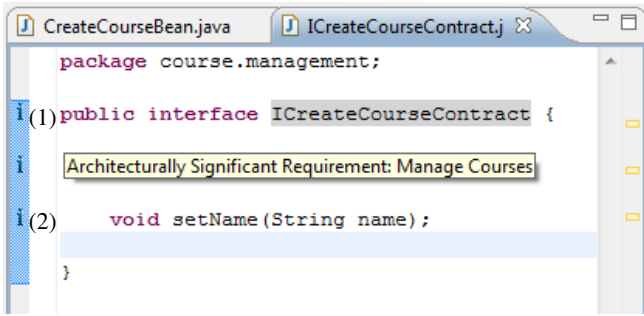 CreateCourseBean.java ICreateCourseContract.j
package course.management;
i (1) public interface ICreateCourseContract {
i Architecturally Significant Requirement: Manage Courses
i (2) void setName(String name);
}